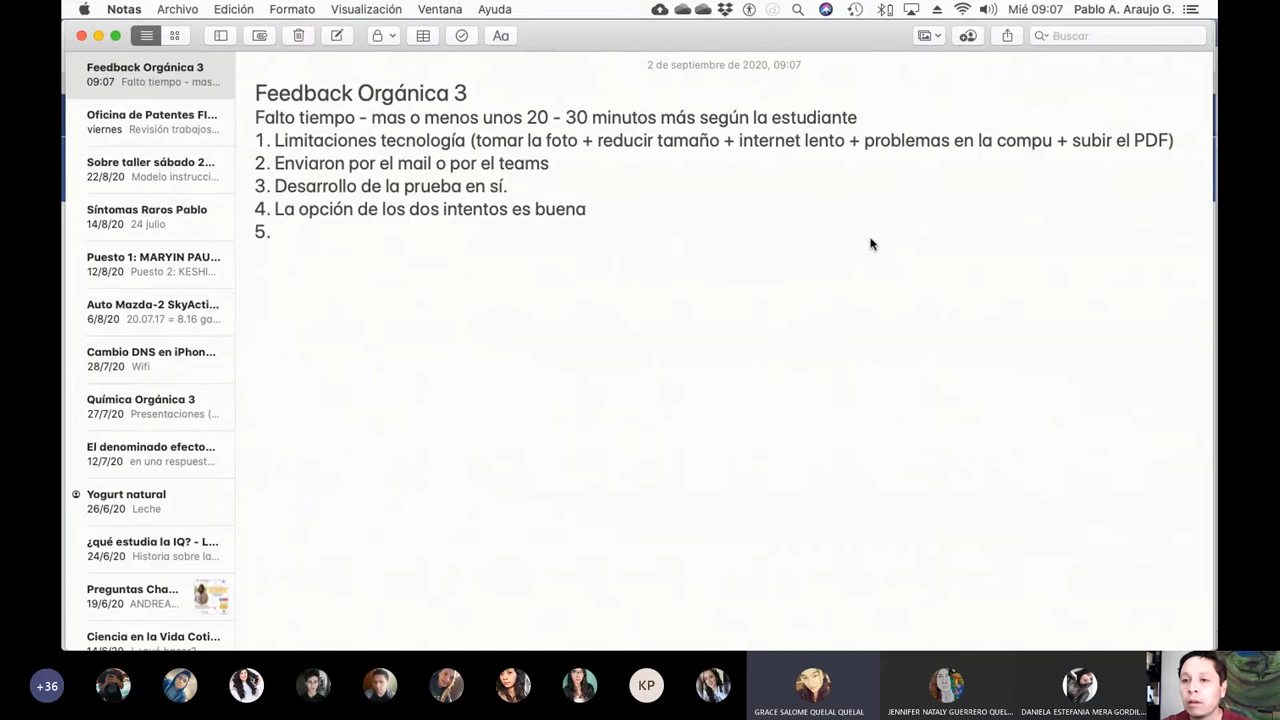 Notas Archivo Edición Formato Visualización Ventana Ayuda
Mié 09:07 Pablo A. Araujo G.
Aa
Buscar
Feedback Orgánica 3
09:07 Falto tiempo - mas...
Oficina de Patentes FI...
viernes Revisión trabajos...
Sobre taller sábado 2...
22/8/20 Modelo instrucci...
Síntomas Raros Pablo
14/8/20 24 julio
Puesto 1: MARYIN PAU...
12/8/20 Puesto 2: KESHI...
Auto Mazda-2 SkyActi...
6/8/20 20.07.17 = 8.16 ga...
Cambio DNS en iPhon...
28/7/20 Wifi
Química Orgánica 3
27/7/20 Presentaciones (...
El denominado efecto...
12/7/20 en una respuest...
Yogurt natural
26/6/20 Leche
¿qué estudia la IQ? - L...
24/6/20 Historia sobre la...
Preguntas Cha...
19/6/20 ANDREA...
Ciencia en la Vida Coti...
2 de septiembre de 2020, 09:07
Feedback Orgánica 3
Falto tiempo - mas o menos unos 20 - 30 minutos más según la estudiante
1. Limitaciones tecnología (tomar la foto + reducir tamaño + internet lento + problemas en la compu + subir el PDF)
2. Enviaron por el mail o por el teams
3. Desarrollo de la prueba en sí.
4. La opción de los dos intentos es buena
5.
+36
KP
GRACE SALOME QUELAL QUELAL
JENNIFER NATALY GUERRERO QUEL...
DANIELA ESTEFANIA MERA GORDIL...